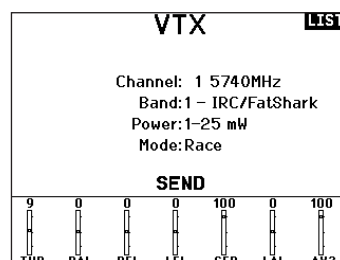 VTX
LIST
Channel: 1 5740MHz
Band:1 - IRC/FatShark
Power:1-25 mW
Mode:Race
SEND
9 0 0 0 100 0 100